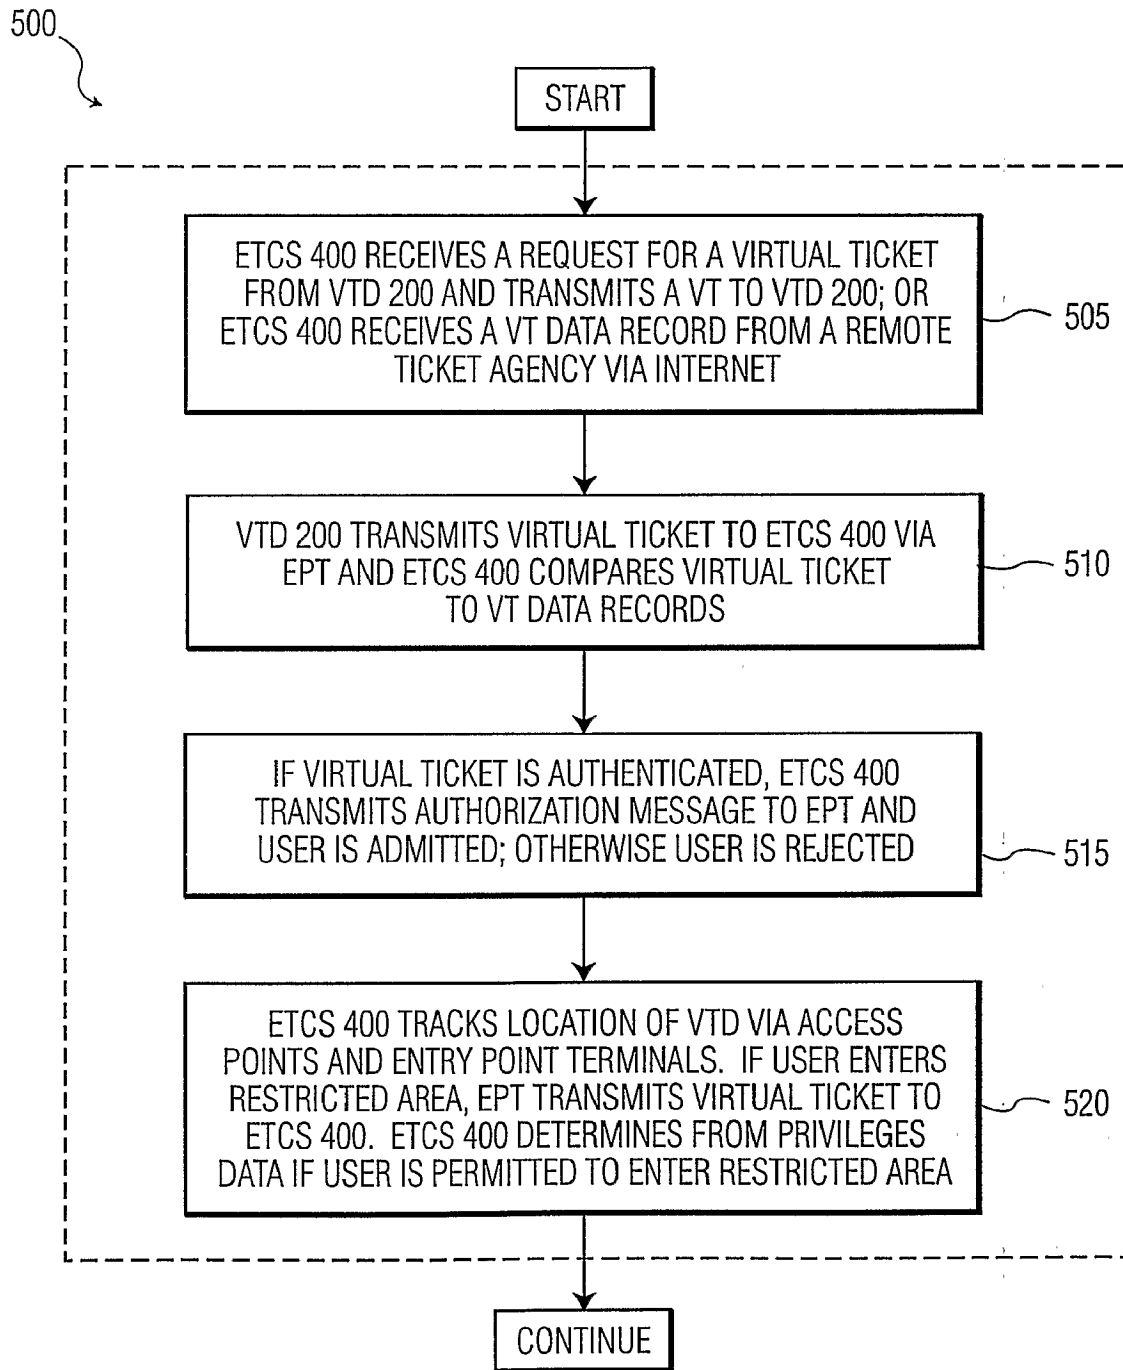 500
START
ETCS 400 RECEIVES A REQUEST FOR A VIRTUAL TICKET
FROM VTD 200 AND TRANSMITS A VT TO VTD 200; OR
ETCS 400 RECEIVES A VT DATA RECORD FROM A REMOTE
TICKET AGENCY VIA INTERNET
505
VTD 200 TRANSMITS VIRTUAL TICKET TO ETCS 400 VIA
EPT AND ETCS 400 COMPARES VIRTUAL TICKET
TO VT DATA RECORDS
510
IF VIRTUAL TICKET IS AUTHENTICATED, ETCS 400
TRANSMITS AUTHORIZATION MESSAGE TO EPT AND
USER IS ADMITTED; OTHERWISE USER IS REJECTED
515
ETCS 400 TRACKS LOCATION OF VTD VIA ACCESS
POINTS AND ENTRY POINT TERMINALS. IF USER ENTERS
RESTRICTED AREA, EPT TRANSMITS VIRTUAL TICKET TO
ETCS 400. ETCS 400 DETERMINES FROM PRIVILEGES
DATA IF USER IS PERMITTED TO ENTER RESTRICTED AREA
520
CONTINUE